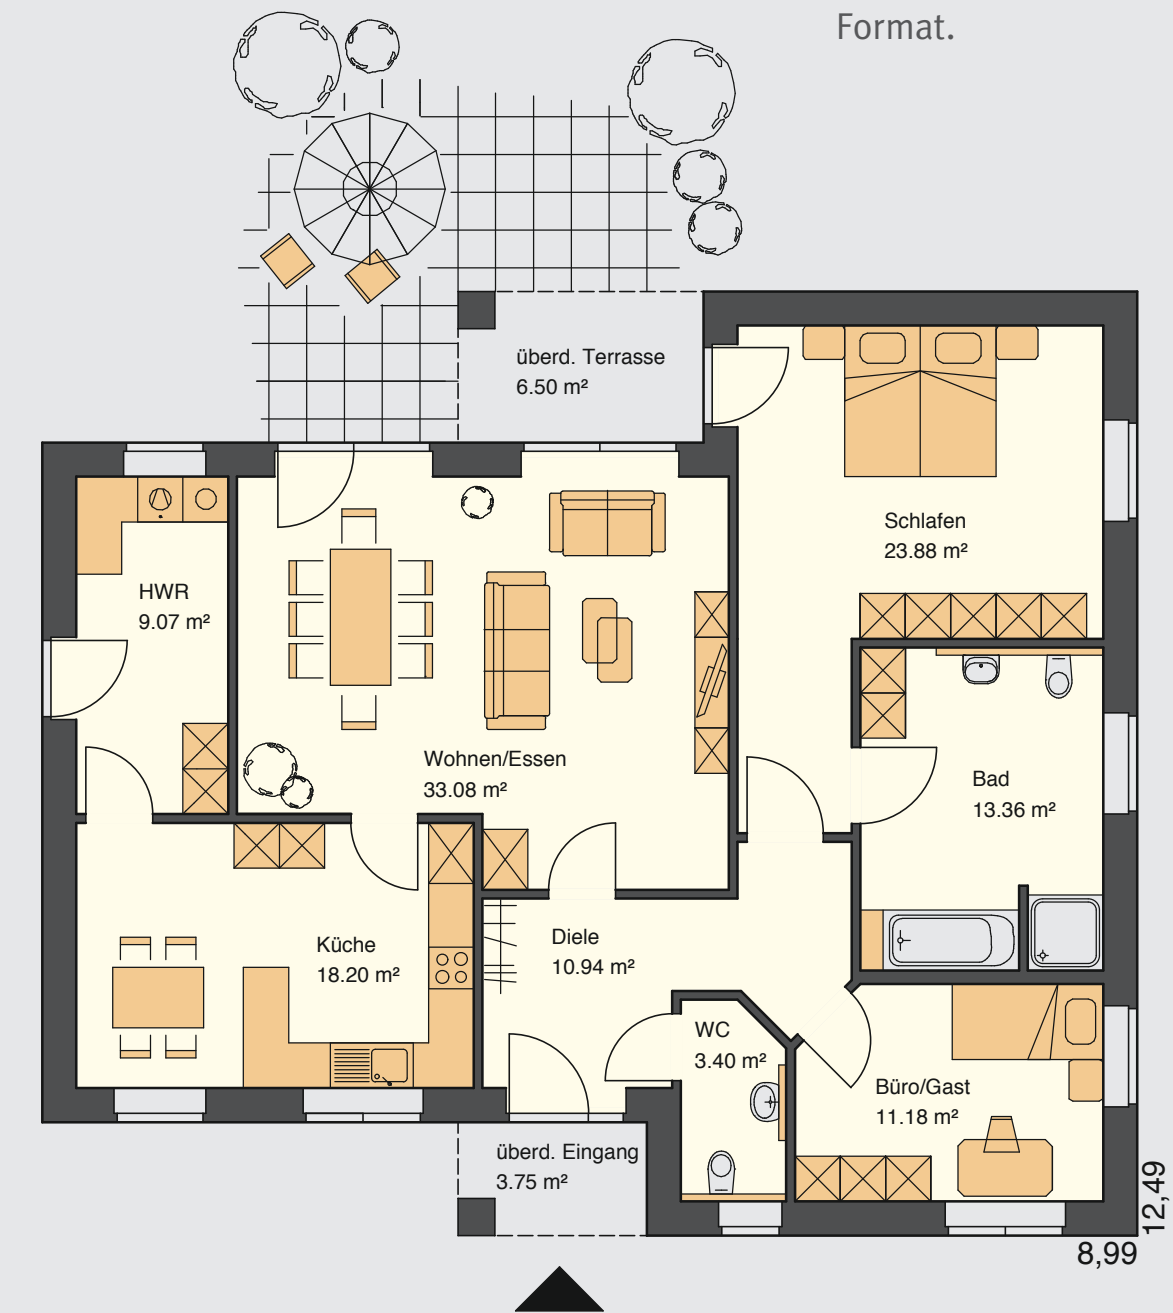 Format.
überd. Terrasse
6.50 m²
Schlafen
23.88 m²
HWR
9.07 m²
Wohnen/Essen
33.08 m²
Bad
13.36 m²
Küche
18.20 m²
Diele
10.94 m²
WC
3.40 m²
Büro/Gast
11.18 m²
überd. Eingang
3.75 m²
12,49
8,99